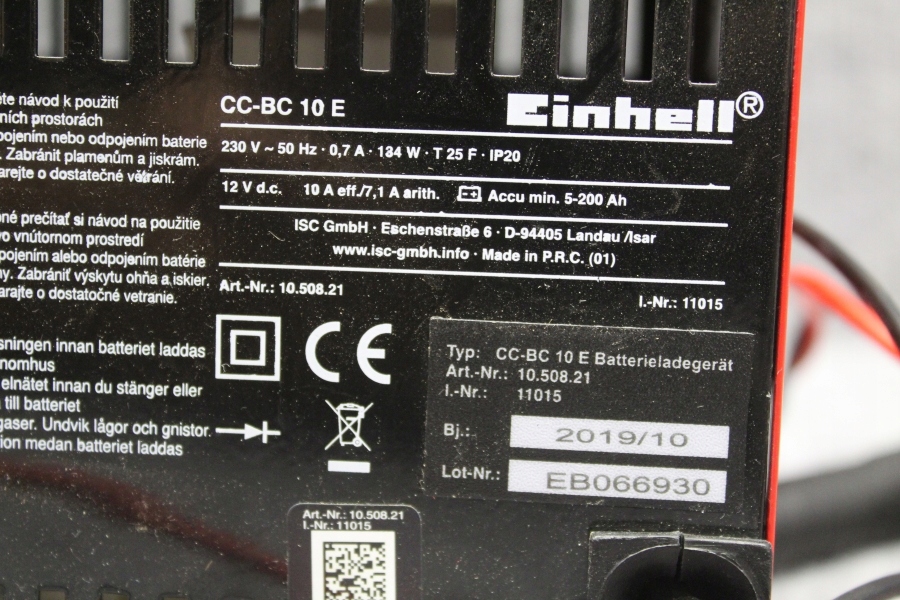 ěte návod k použití
ních prostorách
pojením nebo odpojením baterie
. Zabránit plamenům a jiskrám.
arejte o dostatečné větrání.
né prečítať si návod na použitie
vo vnútornom prostredí
pojením alebo odpojením batérie
ny. Zabrániť výskytu ohňa a iskier.
arajte o dostatočné vetranie.
sningen innan batteriet laddas
nomhus
elnätet innan du stänger eller
till batteriet
gaser. Undvik lågor och gnistor.
ion medan batteriet laddas
CC-BC 10 E
Einhell®
230 V ~ 50 Hz · 0,7 A · 134 W · T 25 F · IP20
12 V d.c. 10 A eff./7,1 A arith. Accu min. 5-200 Ah
ISC GmbH · Eschenstraße 6 · D-94405 Landau /Isar
www.isc-gmbh.info · Made in P.R.C. (01)
Art.-Nr.: 10.508.21 I.-Nr.: 11015
CE
Typ: CC-BC 10 E Batterieladegerät
Art.-Nr.: 10.508.21
I.-Nr.: 11015
Bj.: 2019/10
Lot-Nr.: EB066930
Art.-Nr.: 10.508.21
I.-Nr.: 11015